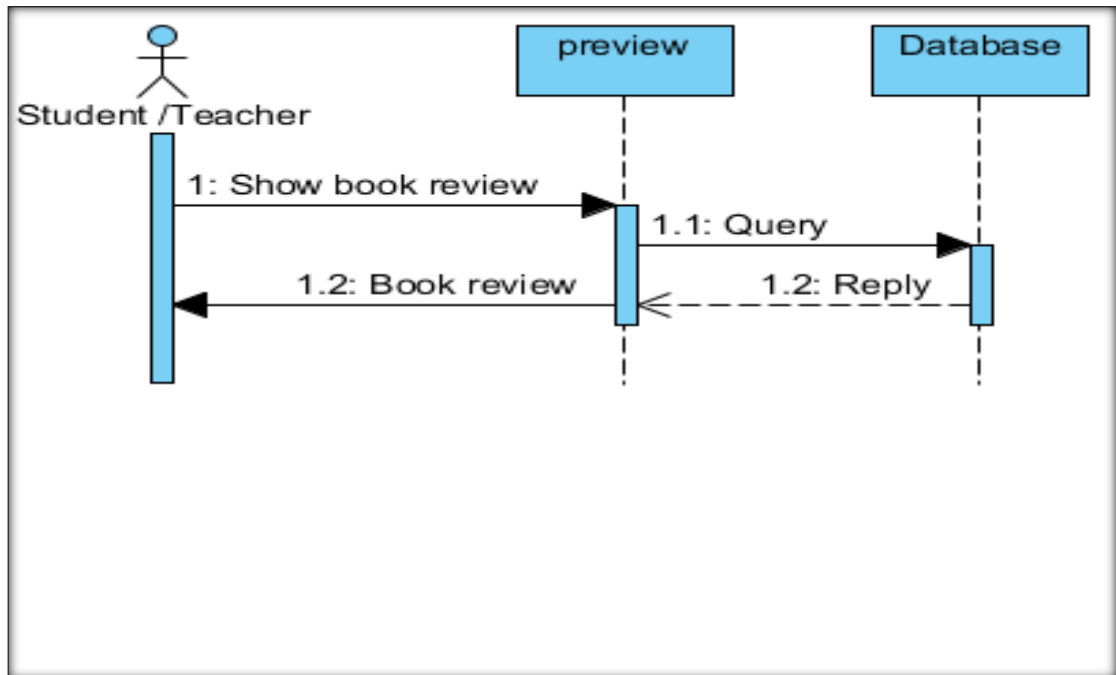 preview
Database
Student /Teacher
1: Show book review
1.1: Query
1.2: Book review
1.2: Reply